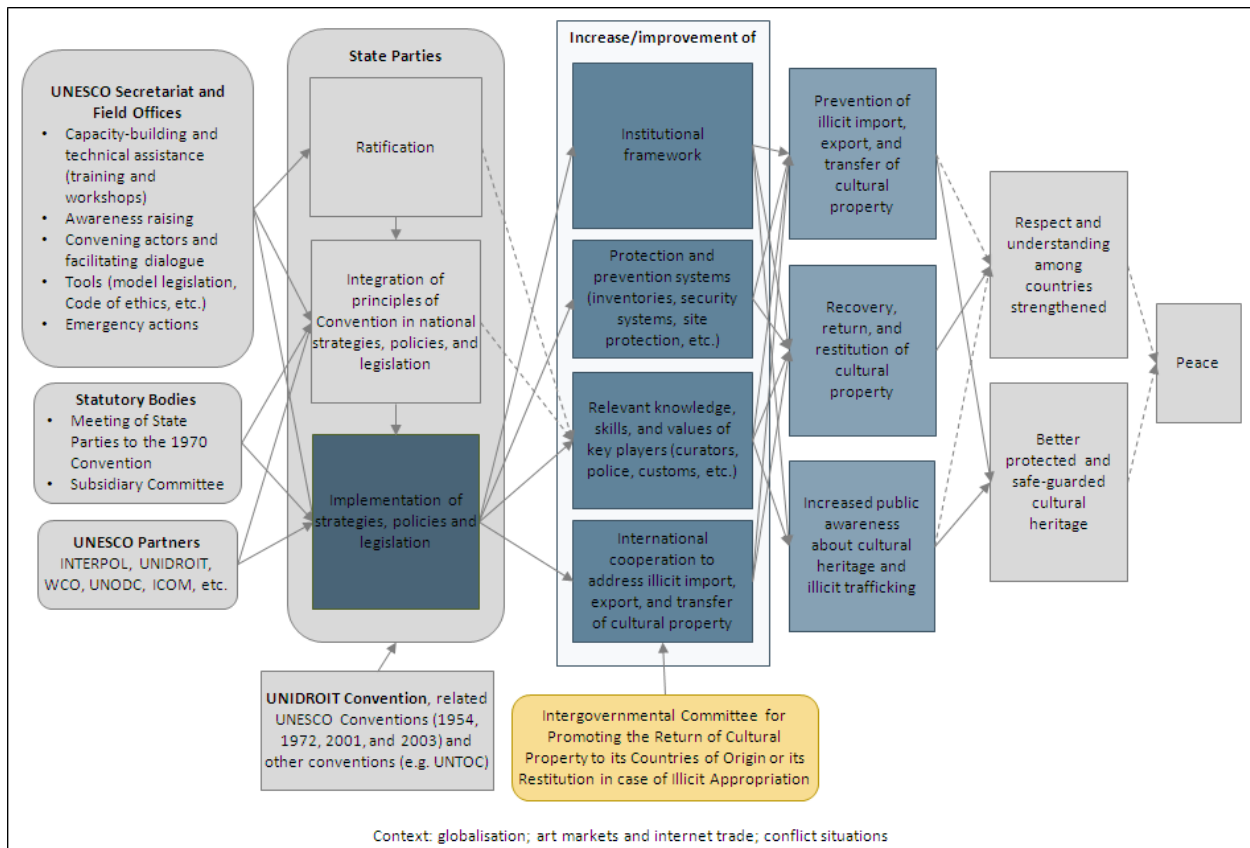 UNESCO Secretariat and
Field Offices
• Capacity-building and
technical assistance
(training and
workshops)
• Awareness raising
• Convening actors and
facilitating dialogue
• Tools (model legislation,
Code of ethics, etc.)
• Emergency actions
Statutory Bodies
• Meeting of State
Parties to the 1970
Convention
• Subsidiary Committee
UNESCO Partners
INTERPOL, UNIDROIT,
WCO, UNODC, ICOM, etc.
State Parties
Ratification
Integration of
principles of
Convention in national
strategies, policies, and
legislation
Implementation of
strategies, policies and
legislation
UNIDROIT Convention, related
UNESCO Conventions (1954,
1972, 2001, and 2003) and
other conventions (e.g. UNTOC)
Increase/improvement of
Institutional
framework
Protection and
prevention systems
(inventories, security
systems, site
protection, etc.)
Relevant knowledge,
skills, and values of
key players (curators,
police, customs, etc.)
International
cooperation to
address illicit import,
export, and transfer
of cultural property
Intergovernmental Committee for
Promoting the Return of Cultural
Property to its Countries of Origin or its
Restitution in case of Illicit Appropriation
Prevention of
illicit import,
export, and
transfer of
cultural
property
Recovery,
return, and
restitution of
cultural
property
Increased public
awareness
about cultural
heritage and
illicit trafficking
Respect and
understanding
among
countries
strengthened
Better
protected and
safe-guarded
cultural
heritage
Peace
Context: globalisation; art markets and internet trade; conflict situations